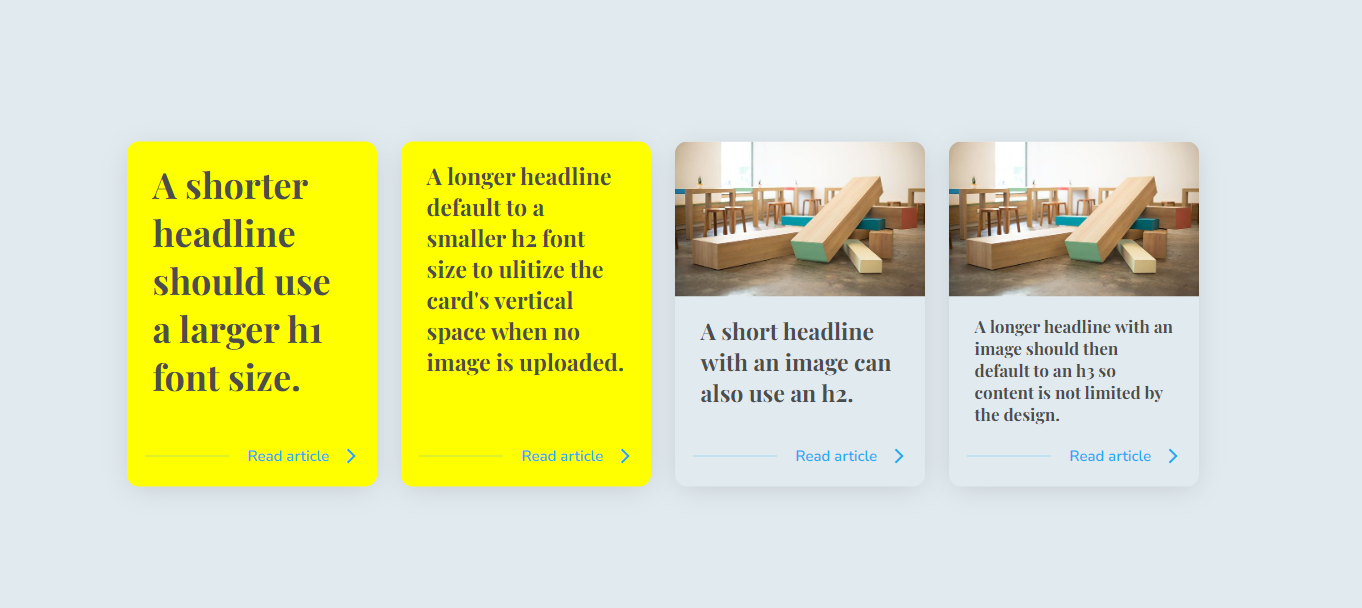 A shorter
headline
should use
a larger h1
font size.
Read article
A longer headline
default to a
smaller h2 font
size to ulitize the
card's vertical
space when no
image is uploaded.
Read article
A short headline
with an image can
also use an h2.
Read article
A longer headline with an
image should then
default to an h3 so
content is not limited by
the design.
Read article